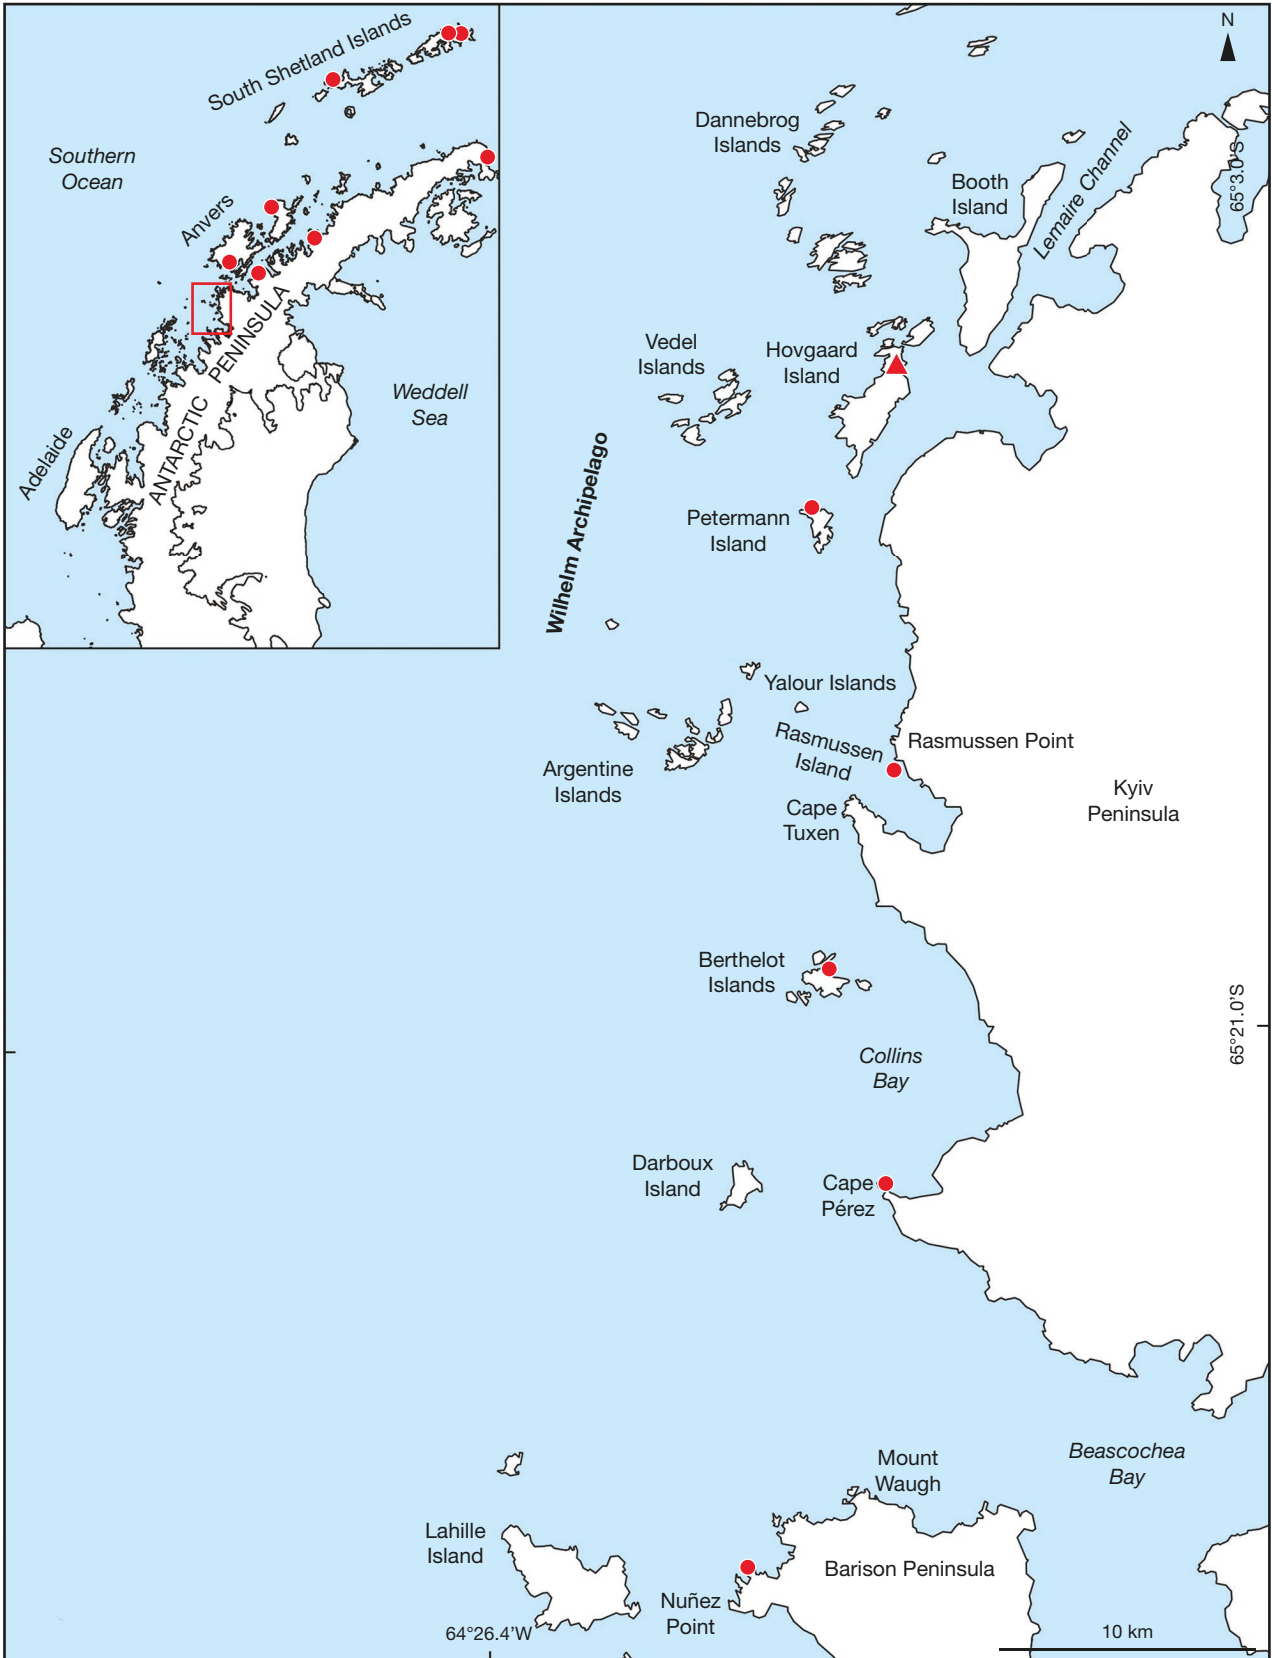 South Shetland Islands
Southern
Ocean
Anvers
ANTARCTIC PENINSULA
Weddell
Sea
Adelaide
N
Dannebrog
Islands
Booth
Island
Lemaire Channel
65°3.0'S
Vedel
Islands
Hovgaard
Island
Wilhelm Archipelago
Petermann
Island
Yalour Islands
Rasmussen
Island
Rasmussen Point
Argentine
Islands
Cape
Tuxen
Kyiv
Peninsula
Berthelot
Islands
65°21.0'S
Collins
Bay
Darboux
Island
Cape
Pérez
Beascochea
Bay
Mount
Waugh
Lahille
Island
Barison Peninsula
Nuñez
Point
64°26.4'W
10 km